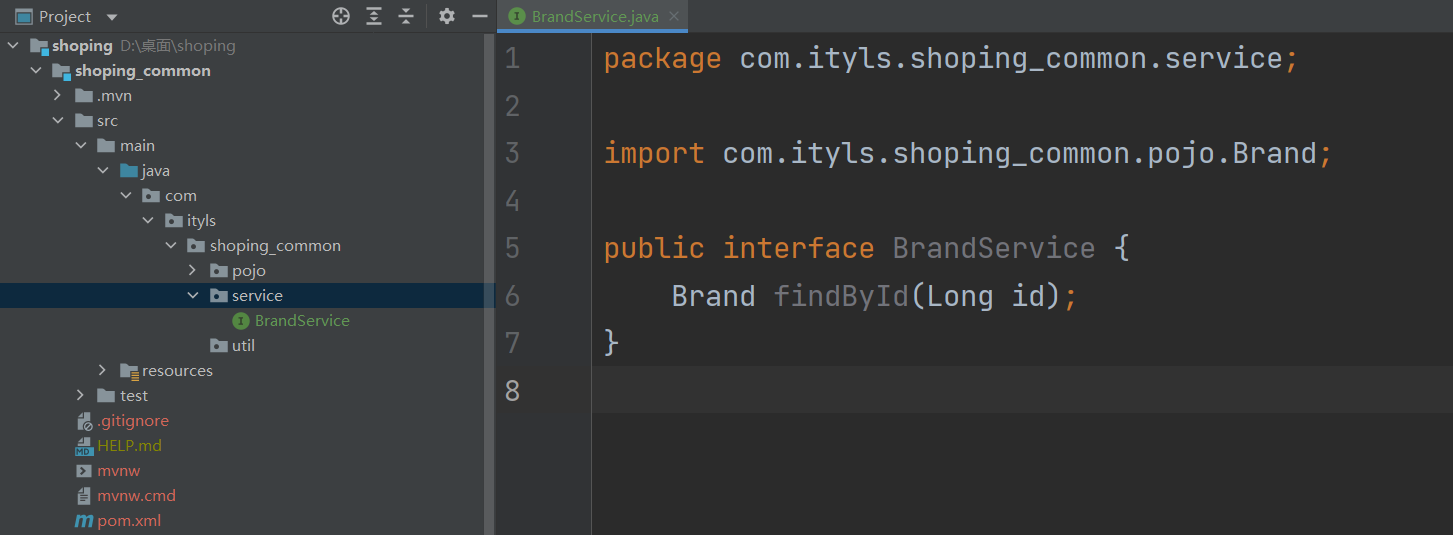 Project
shoping D:\桌面\shoping
shoping_common
.mvn
src
main
java
com
ityls
shoping_common
pojo
service
BrandService
util
resources
test
.gitignore
HELP.md
mvnw
mvnw.cmd
pom.xml
BrandService.java
1 package com.ityls.shoping_common.service;
2
3 import com.ityls.shoping_common.pojo.Brand;
4
5 public interface BrandService {
6 Brand findById(Long id);
7 }
8